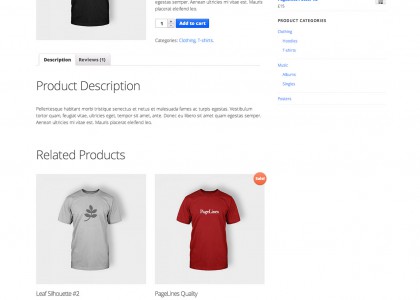 egestas semper. Aenean ultricies mi vitae est. Mauris
placerat eleifend leo.
1
Add to cart
Categories: Clothing, T-shirts.
Description
Reviews (1)
Product Description
Pellentesque habitant morbi tristique senectus et netus et malesuada fames ac turpis egestas. Vestibulum
tortor quam, feugiat vitae, ultricies eget, tempor sit amet, ante. Donec eu libero sit amet quam egestas semper.
Aenean ultricies mi vitae est. Mauris placerat eleifend leo.
Related Products
Sale!
PageLines
Leaf Silhouette #2
PageLines Quality
£15
PRODUCT CATEGORIES
Clothing
Hoodies
T-shirts
Music
Albums
Singles
Posters